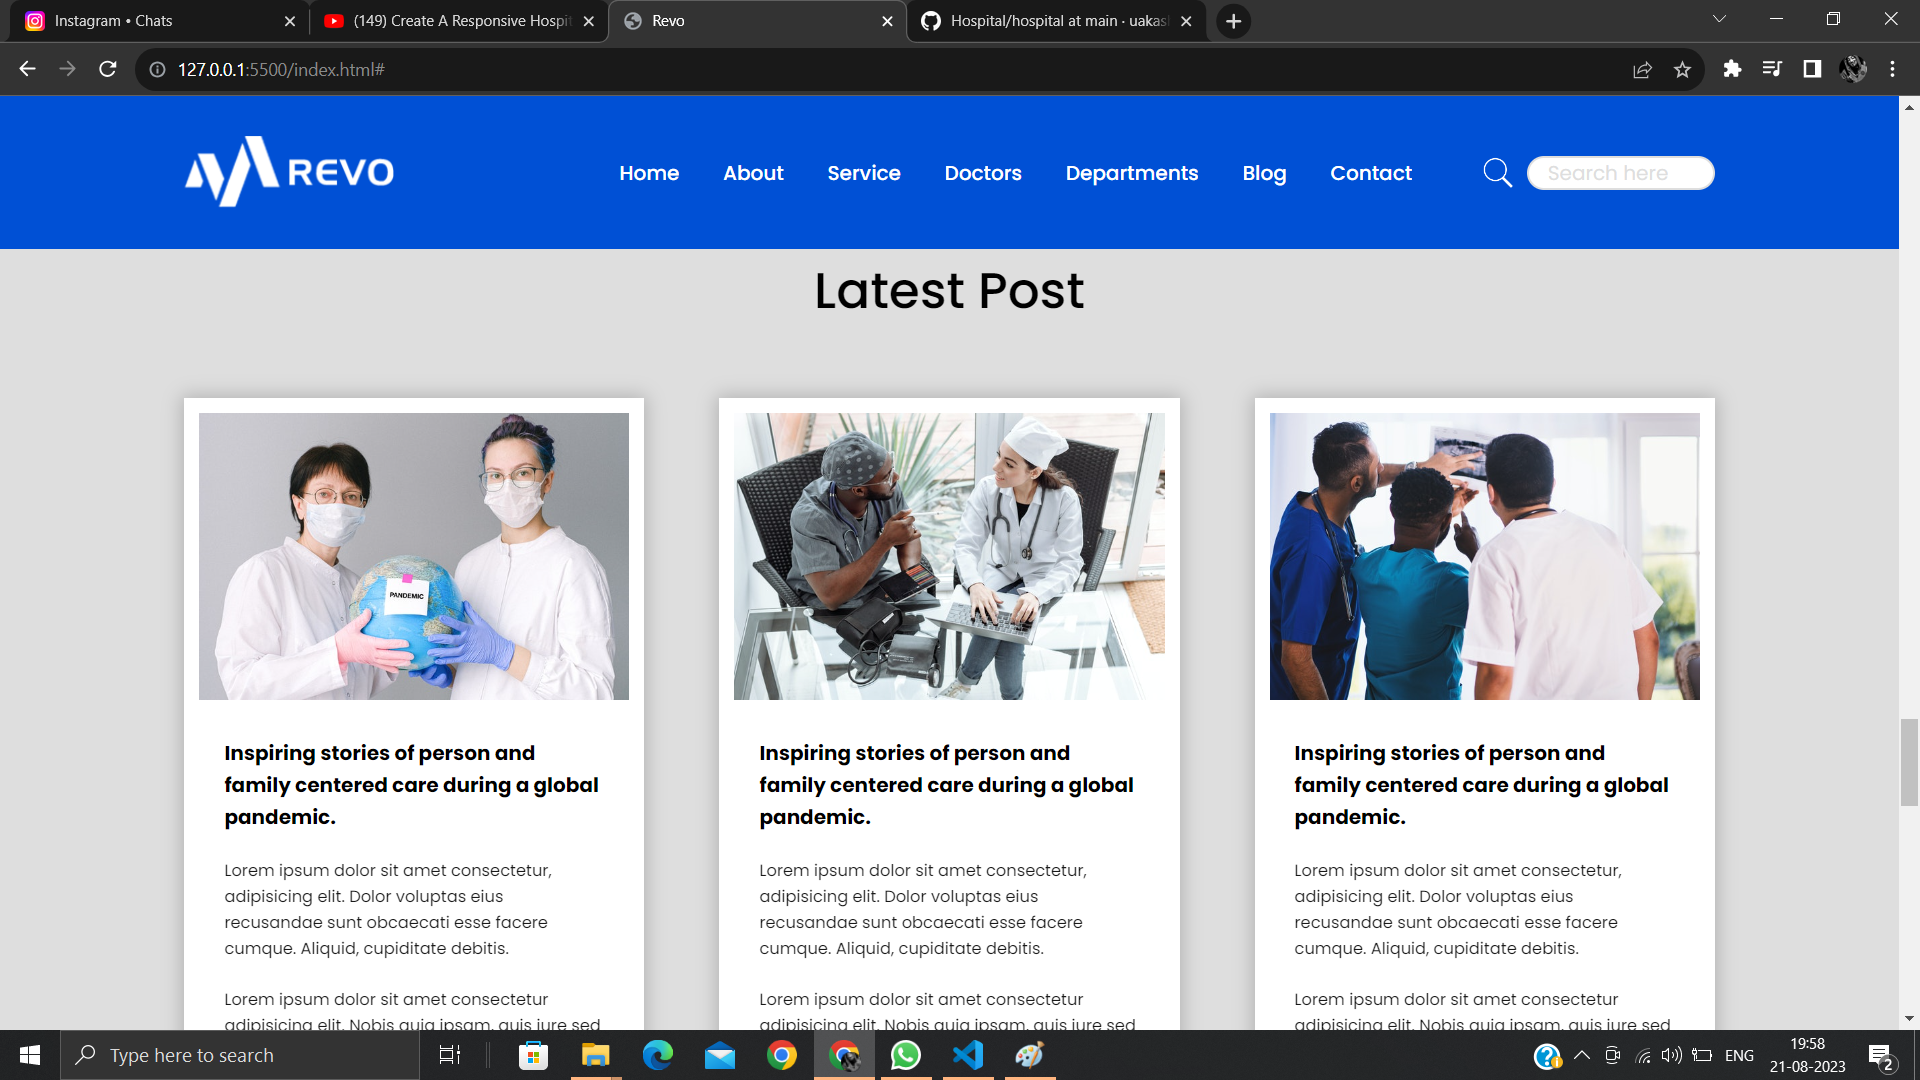 Instagram • Chats
(149) Create A Responsive Hospit
Revo
Hospital/hospital at main · uakas
127.0.0.1:5500/index.html#
REVO
Home About Service Doctors Departments Blog Contact
Search here
Latest Post
PANDEMIC
Inspiring stories of person and
family centered care during a global
pandemic.
Lorem ipsum dolor sit amet consectetur,
adipisicing elit. Dolor voluptas eius
recusandae sunt obcaecati esse facere
cumque. Aliquid, cupiditate debitis.
Lorem ipsum dolor sit amet consectetur
adipisicing elit. Nobis quia ipsam, quis iure sed
Inspiring stories of person and
family centered care during a global
pandemic.
Lorem ipsum dolor sit amet consectetur,
adipisicing elit. Dolor voluptas eius
recusandae sunt obcaecati esse facere
cumque. Aliquid, cupiditate debitis.
Lorem ipsum dolor sit amet consectetur
adipisicing elit. Nobis quia ipsam, quis iure sed
Inspiring stories of person and
family centered care during a global
pandemic.
Lorem ipsum dolor sit amet consectetur,
adipisicing elit. Dolor voluptas eius
recusandae sunt obcaecati esse facere
cumque. Aliquid, cupiditate debitis.
Lorem ipsum dolor sit amet consectetur
adipisicing elit. Nobis quia ipsam, quis iure sed
Type here to search
ENG
19:58
21-08-2023
2